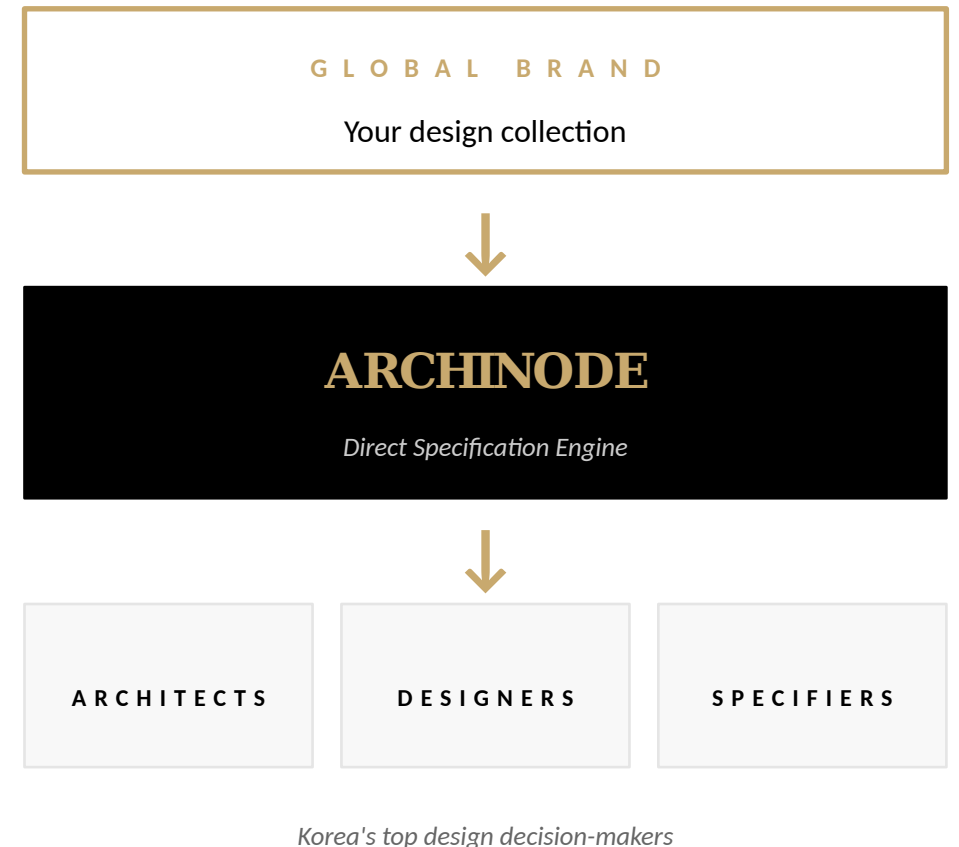 GLOBAL BRAND
Your design collection
ARCHINODE
Direct Specification Engine
ARCHITECTS
DESIGNERS
SPECIFIERS
Korea's top design decision-makers